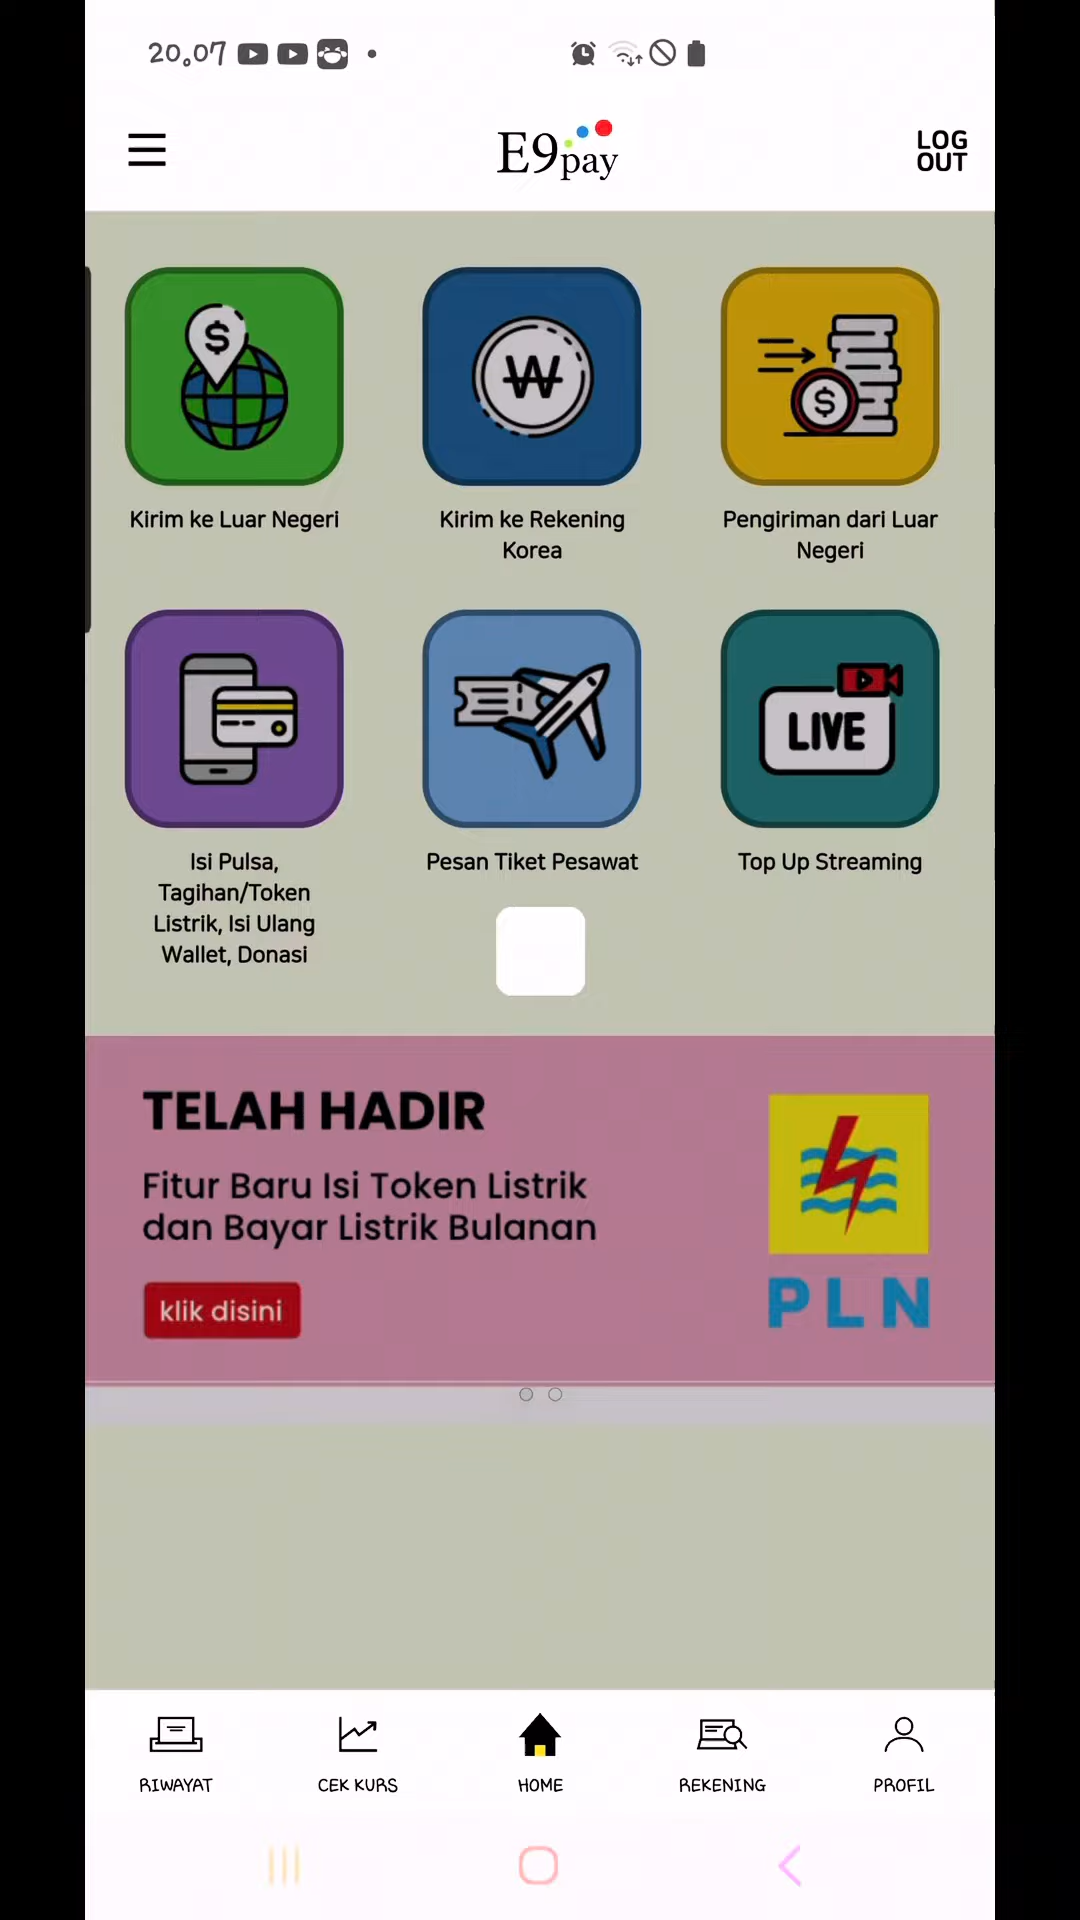 20.07
E9pay
LOG
OUT
$
W
$
Kirim ke Luar Negeri
Kirim ke Rekening
Korea
Pengiriman dari Luar
Negeri
LIVE
Isi Pulsa,
Tagihan/Token
Listrik, Isi Ulang
Wallet, Donasi
Pesan Tiket Pesawat
Top Up Streaming
TELAH HADIR
Fitur Baru Isi Token Listrik
dan Bayar Listrik Bulanan
klik disini
PLN
RIWAYAT
CEK KURS
HOME
REKENING
PROFIL